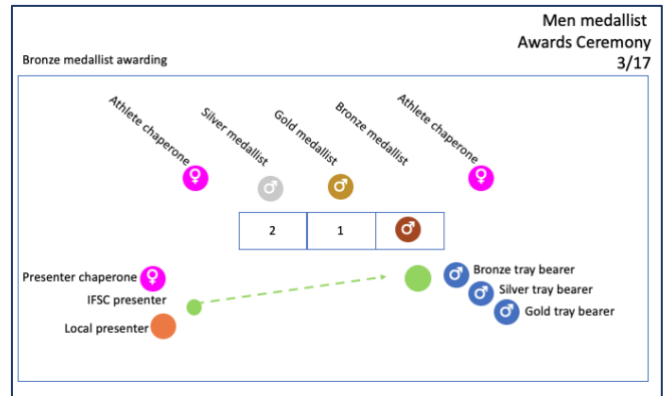 Men medallist
Awards Ceremony
3/17
Bronze medallist awarding
Athlete chaperone
Silver medallist
Gold medallist
Bronze medallist
Athlete chaperone
2
1
Presenter chaperone
IFSC presenter
Local presenter
Bronze tray bearer
Silver tray bearer
Gold tray bearer